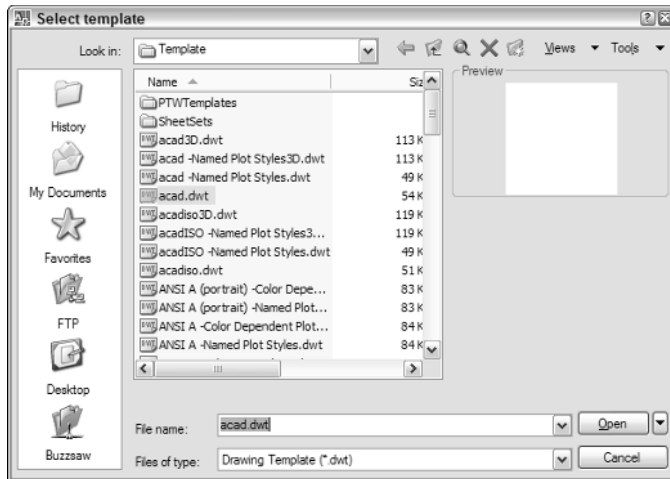 Select template
Look in:
Template
Views
Tools
Name
Siz
Preview
PTWTemplates
SheetSets
acad3D.dwt 113 K
acad -Named Plot Styles3D.dwt 113 K
acad -Named Plot Styles.dwt 49 K
acad.dwt 54 K
acadiso3D.dwt 119 K
acadISO -Named Plot Styles3... 119 K
acadISO -Named Plot Styles.dwt 49 K
acadiso.dwt 51 K
ANSI A (portrait) -Color Depe... 83 K
ANSI A (portrait) -Named Plot... 83 K
ANSI A -Color Dependent Plot... 84 K
ANSI A -Named Plot Styles.dwt 84 K
History
My Documents
Favorites
FTP
Desktop
Buzzsaw
File name:
acad.dwt
Open
Files of type:
Drawing Template (*.dwt)
Cancel